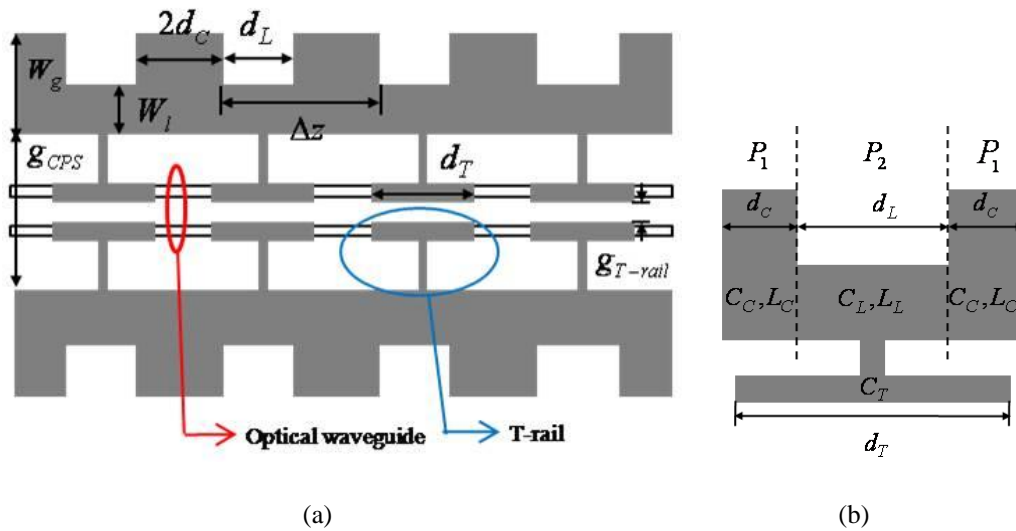 2d_C
d_L
W_g
W_l
Δz
g_CPS
d_T
g_T-rail
Optical waveguide
T-rail
(a)
P_1 P_2 P_1
d_C d_L d_C
C_C,L_C C_L,L_L C_C,L_C
C_T
d_T
(b)